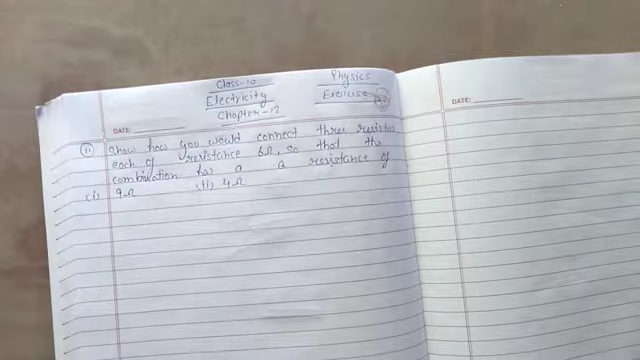 Class-10
Physics
Electricity
Exercise
Chapter-12
DATE:
DATE:
(11) Show how you would connect three resistors
each of resistance 6Ω, so that the
combination has a a resistance of
(i) 9Ω (ii) 4Ω